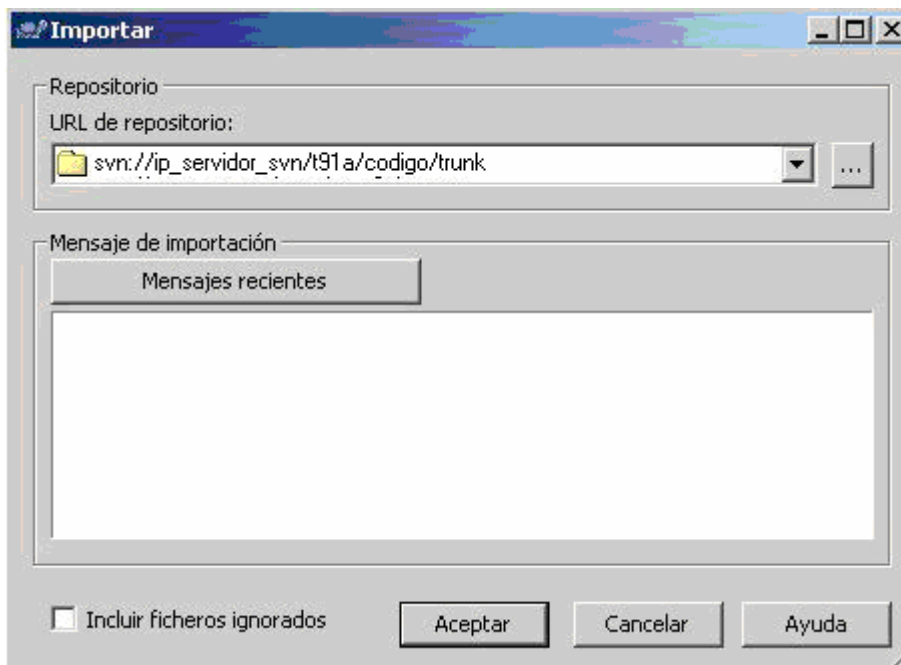 Importar
Repositorio
URL de repositorio:
svn://ip_servidor_svn/t91a/codigo/trunk
...
Mensaje de importación
Mensajes recientes
Incluir ficheros ignorados
Aceptar
Cancelar
Ayuda